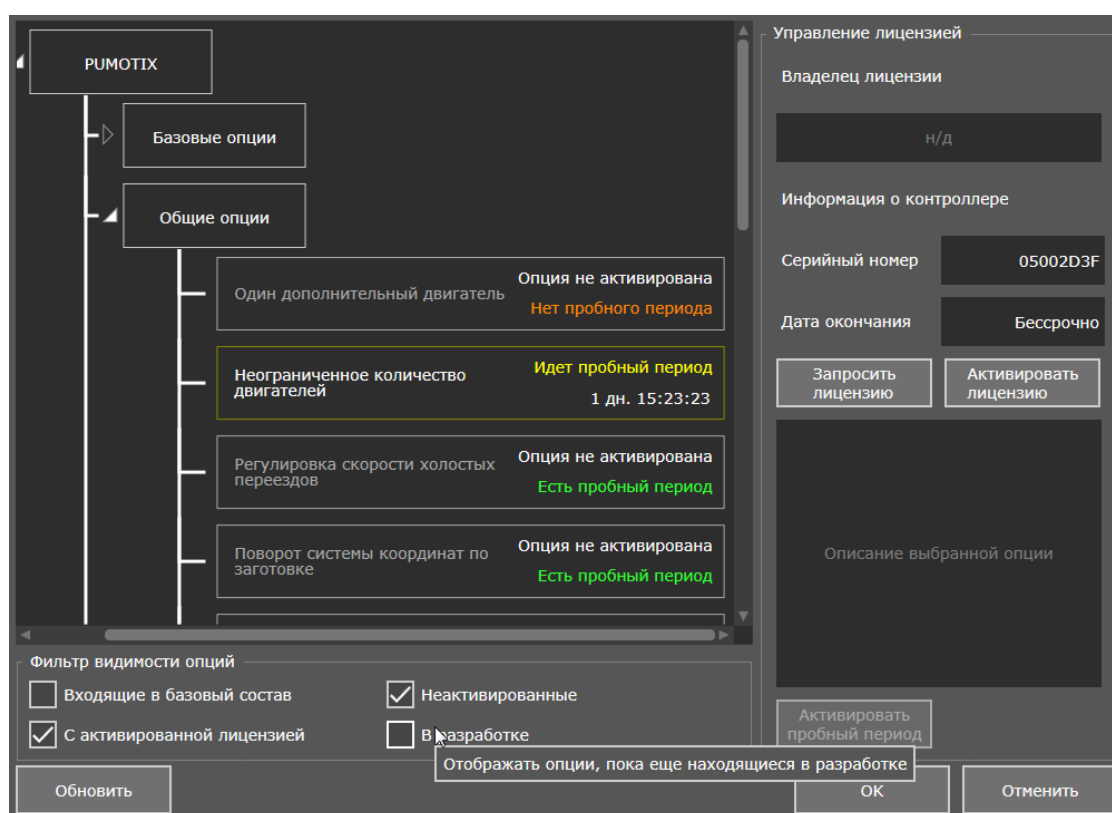 PUMOTIX
Базовые опции
Общие опции
Один дополнительный двигатель
Опция не активирована
Нет пробного периода
Неограниченное количество
двигателей
Идет пробный период
1 дн. 15:23:23
Регулировка скорости холостых
переездов
Опция не активирована
Есть пробный период
Поворот системы координат по
заготовке
Опция не активирована
Есть пробный период
Фильтр видимости опций
Входящие в базовый состав
Неактивированные
С активированной лицензией
В разработке
Отображать опции, пока еще находящиеся в разработке
Обновить
Управление лицензией
Владелец лицензии
н/д
Информация о контроллере
Серийный номер
05002D3F
Дата окончания
Бессрочно
Запросить
лицензию
Активировать
лицензию
Описание выбранной опции
Активировать
пробный период
OK
Отменить